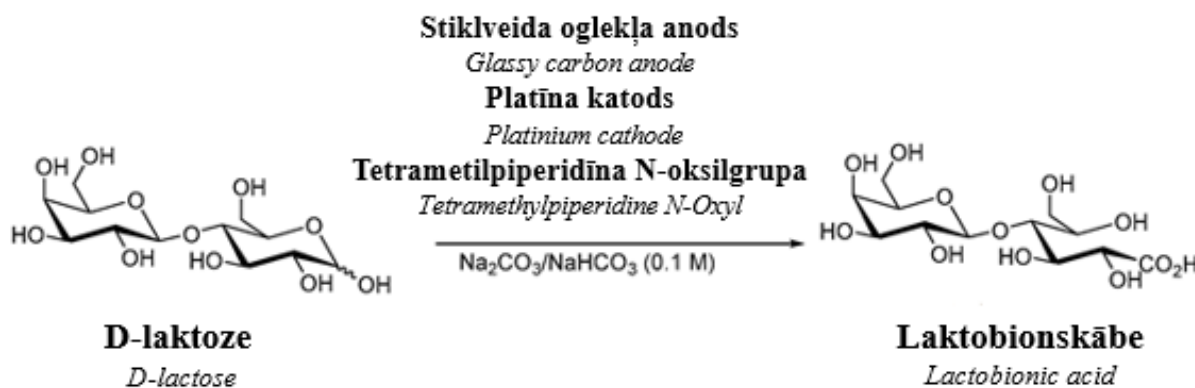 Stiklveida oglekļa anods
Glassy carbon anode
Platīna katods
Platinium cathode
Tetrametilpiperidīna N-oksilgrupa
Tetramethylpiperidine N-Oxyl
Na₂CO₃/NaHCO₃ (0.1 M)
OH OH O OH O HO OH O HO OH OH
OH OH O OH OH O HO OH HO OH CO₂H
D-laktoze
D-lactose
Laktobionskābe
Lactobionic acid